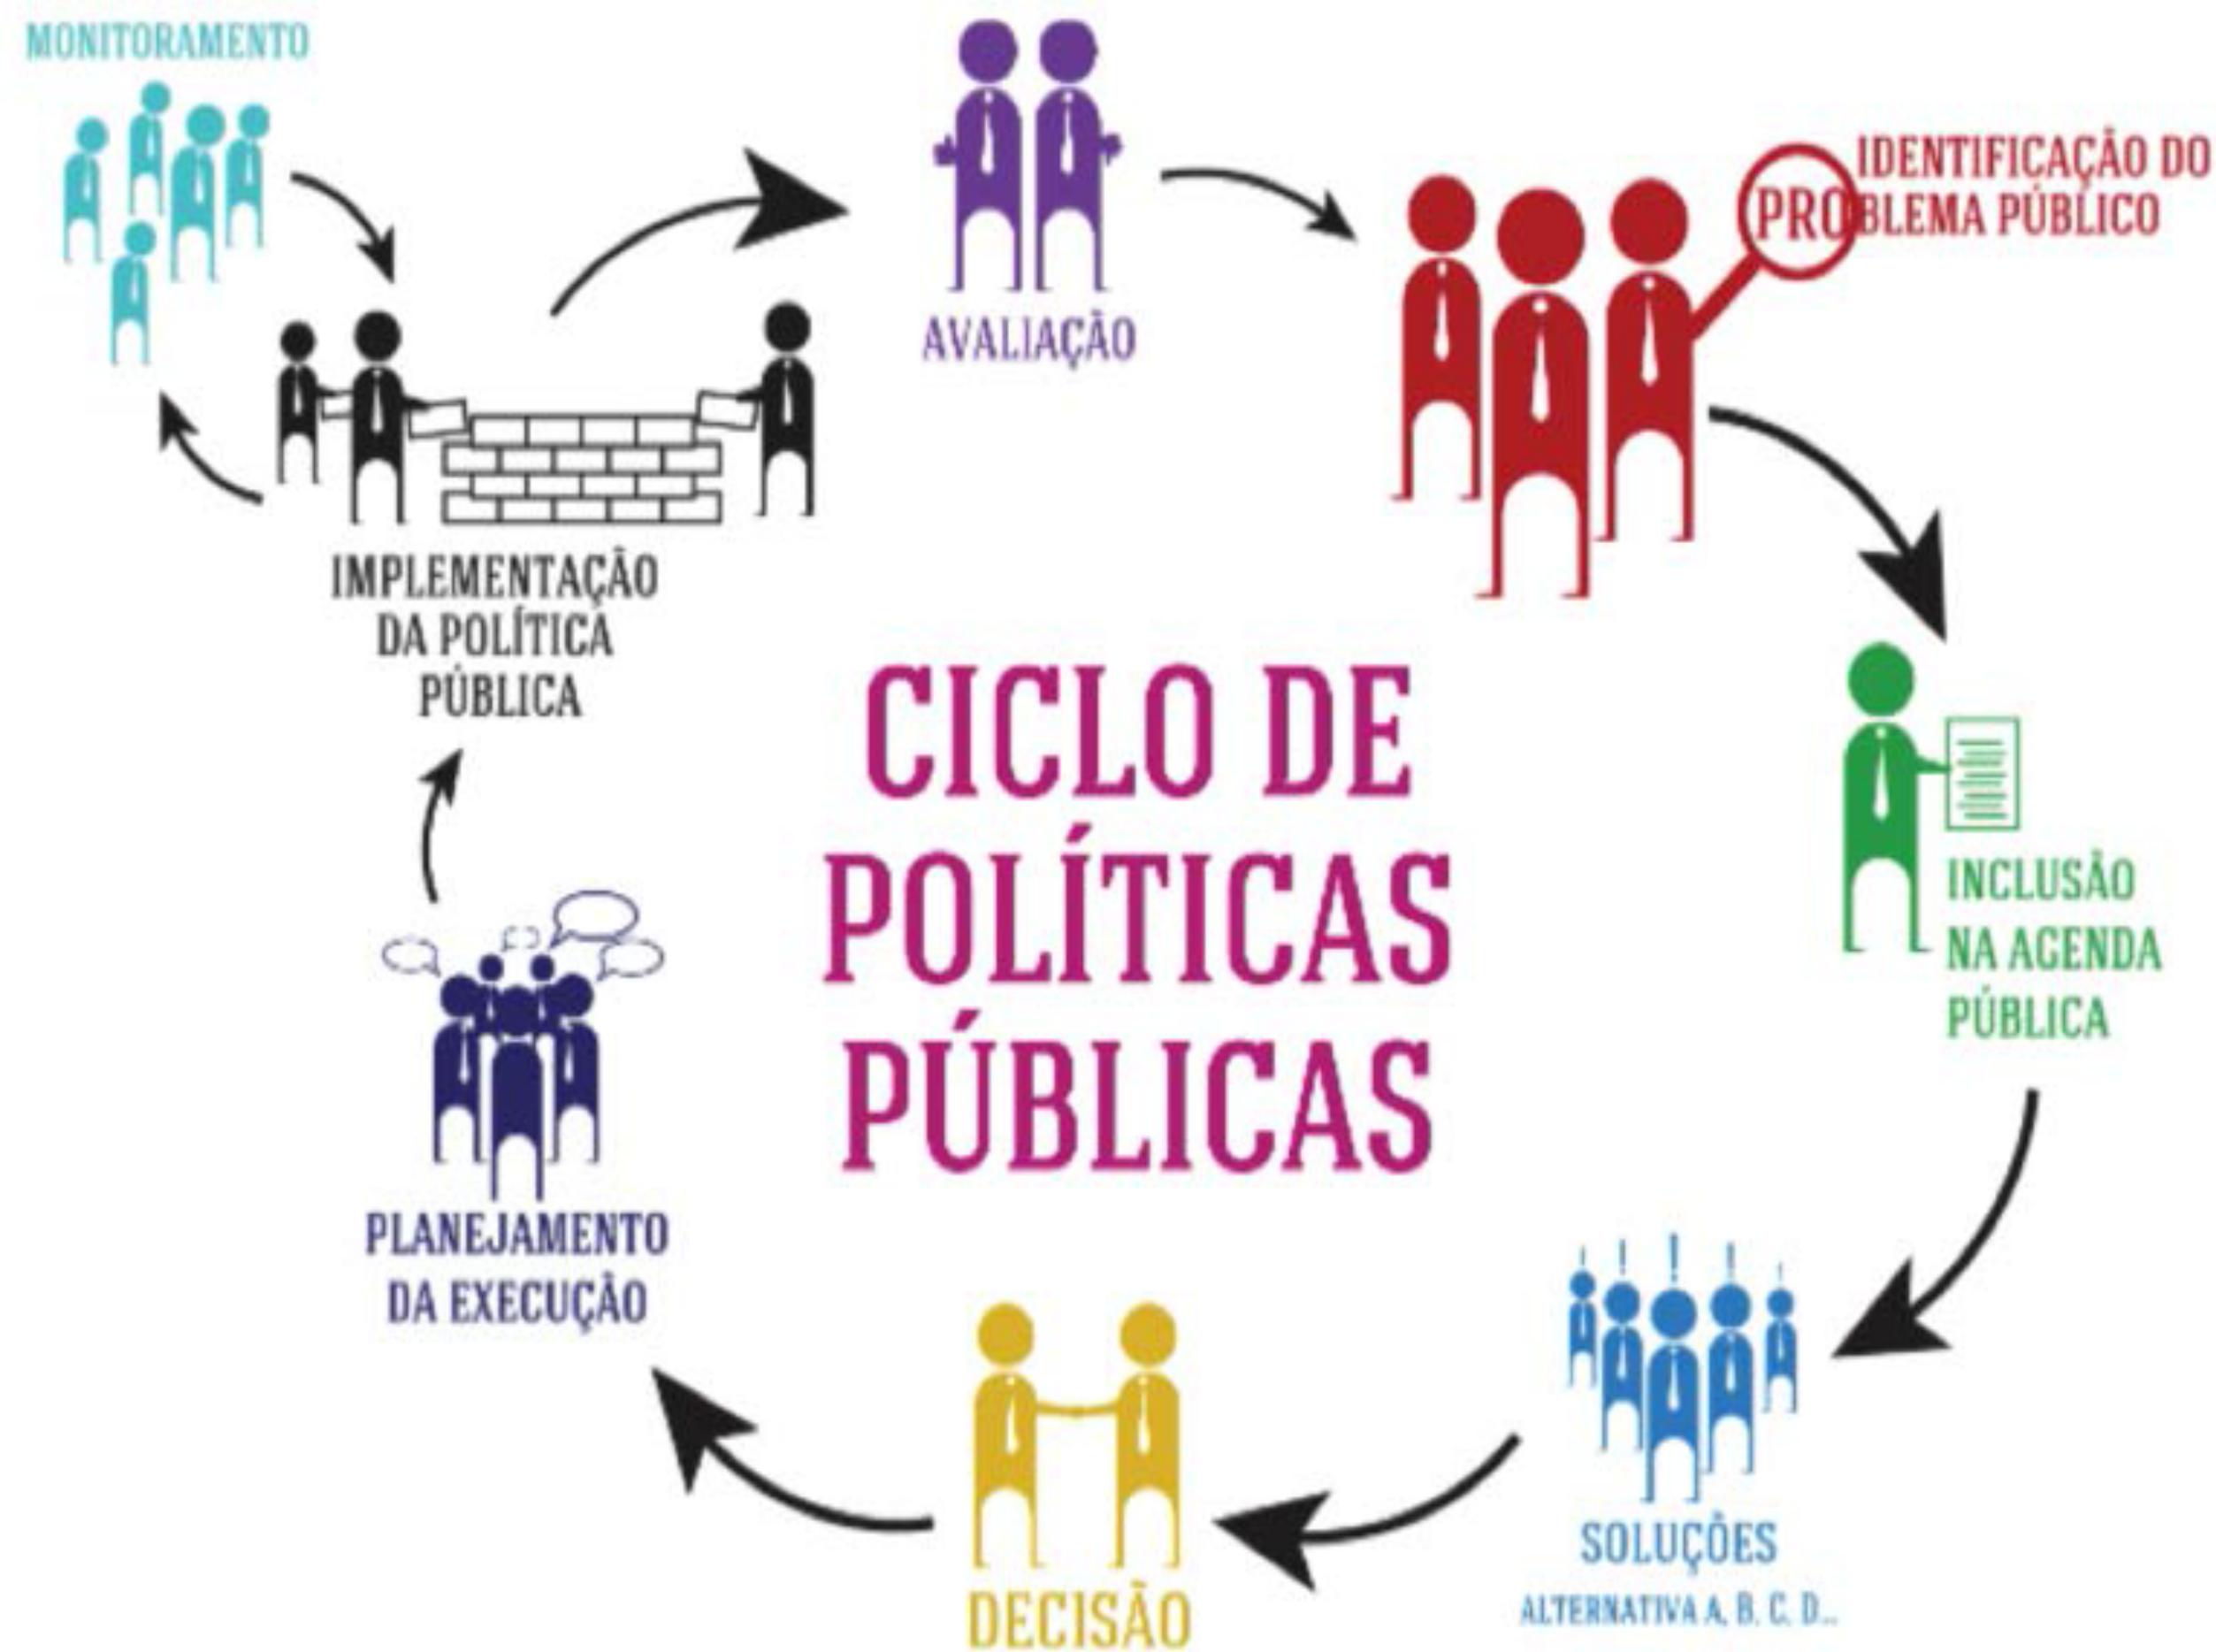 MONITORAMENTO
AVALIAÇÃO
IDENTIFICAÇÃO DO
PROBLEMA PÚBLICO
IMPLEMENTAÇÃO
DA POLÍTICA
PÚBLICA
CICLO DE
POLÍTICAS
PÚBLICAS
INCLUSÃO
NA AGENDA
PÚBLICA
PLANEJAMENTO
DA EXECUÇÃO
DECISÃO
SOLUÇÕES
ALTERNATIVA A, B. C, D...